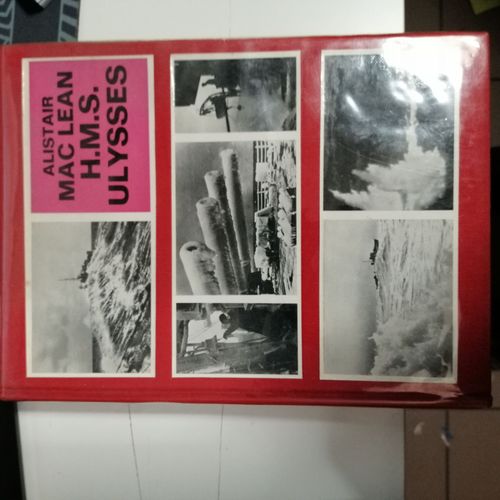 ALISTAIR
MAC LEAN
H.M.S.
ULYSSES